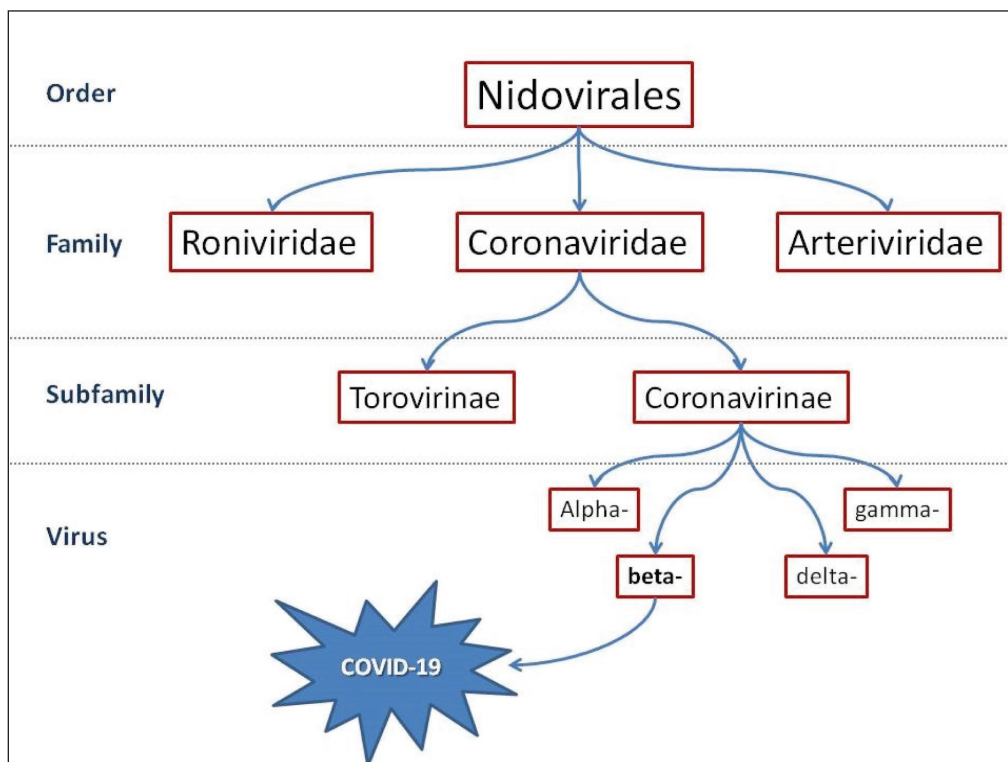 Order
Nidovirales
Family
Roniviridae
Coronaviridae
Arteriviridae
Subfamily
Torovirinae
Coronavirinae
Virus
Alpha-
gamma-
beta-
delta-
COVID-19